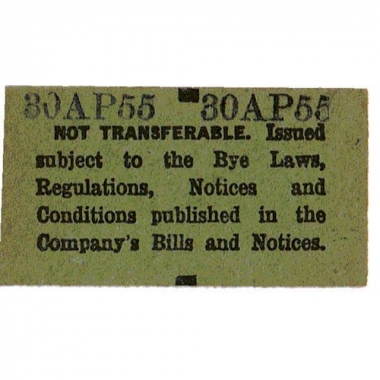 30AP55 30AP55
NOT TRANSFERABLE. Issued
subject to the Bye Laws,
Regulations, Notices and
Conditions published in the
Company's Bills and Notices.